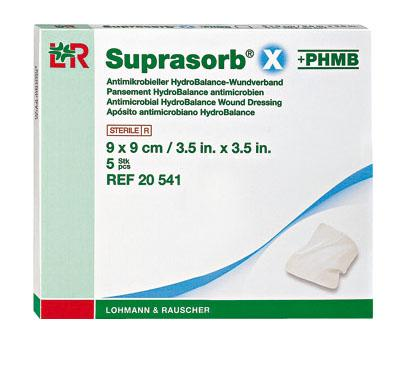 L&R
Suprasorb® X +PHMB
Antimikrobieller HydroBalance-Wundverband
Pansement HydroBalance antimicrobien
Antimicrobial HydroBalance Wound Dressing
Apósito antimicrobiano HydroBalance
STERILE R
9 x 9 cm / 3.5 in. x 3.5 in.
5 Stk
pcs
REF 20 541
LOHMANN & RAUSCHER